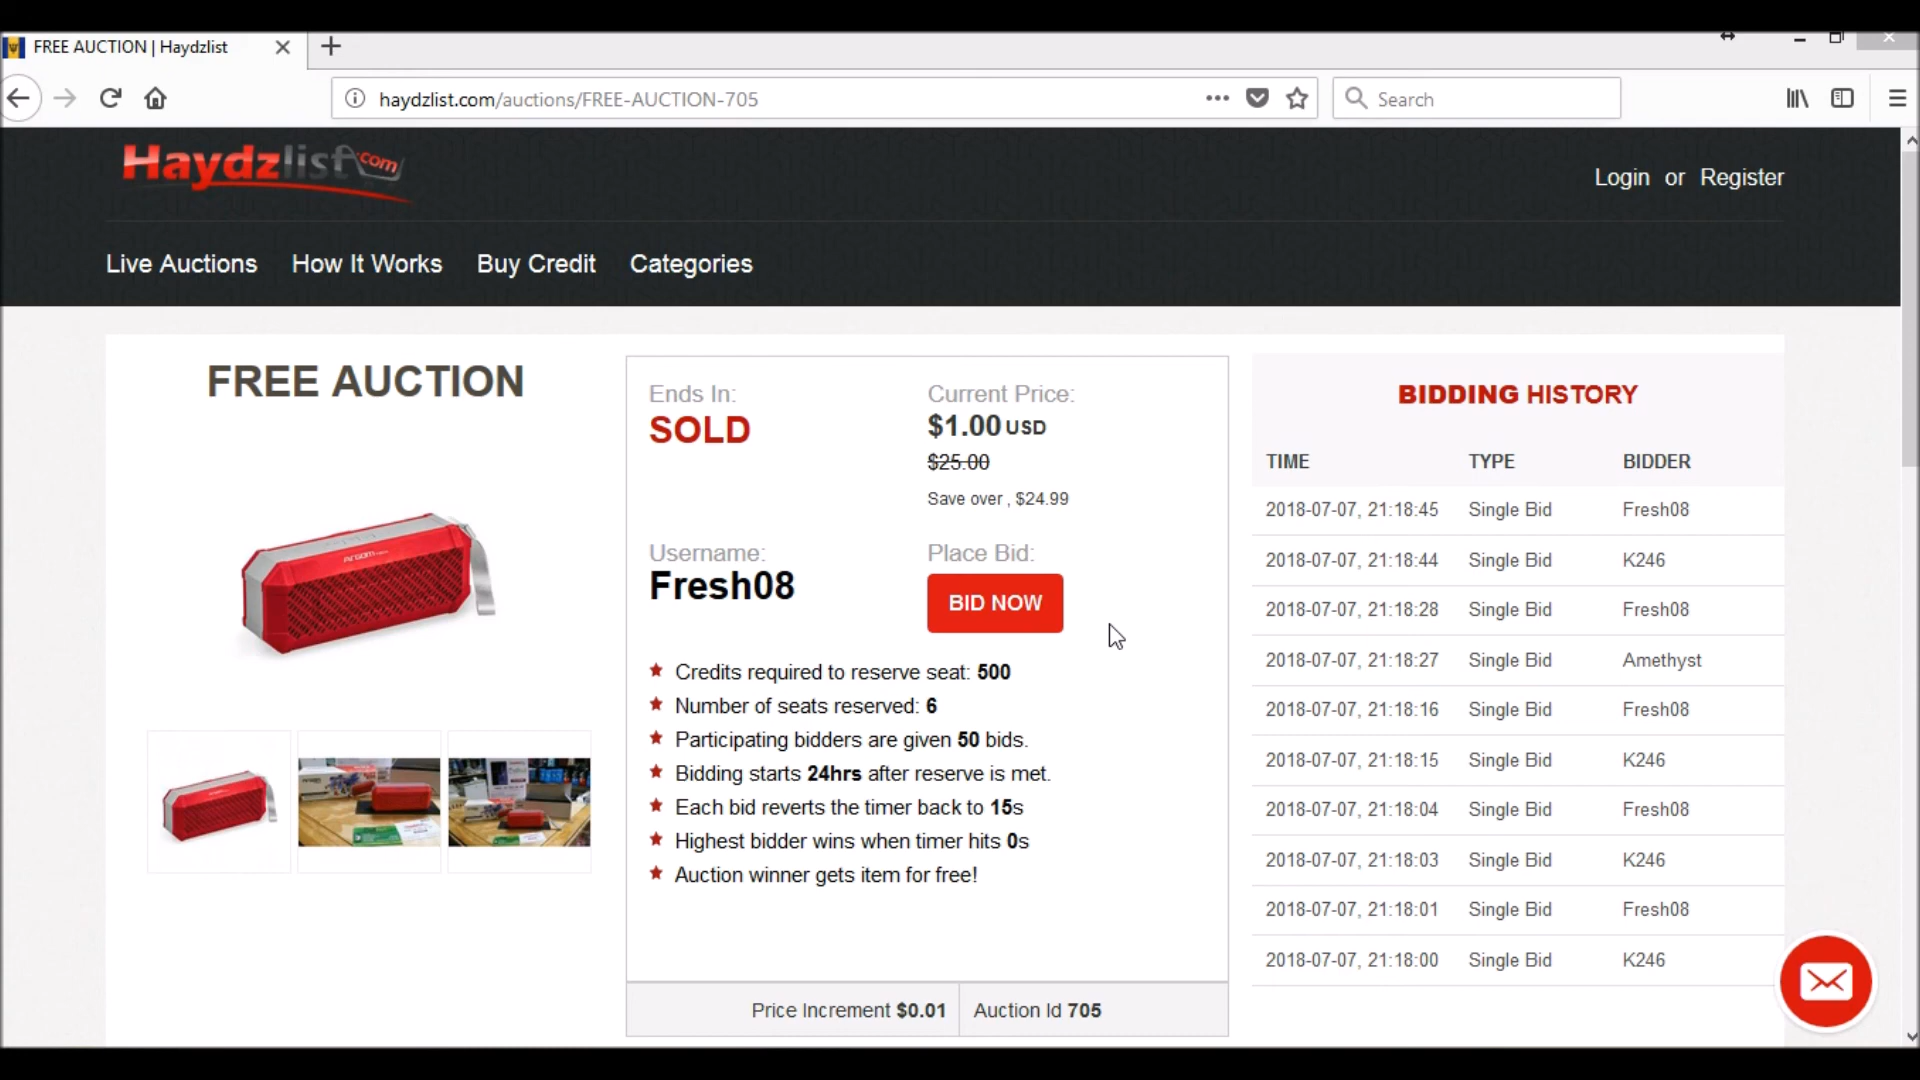 FREE AUCTION | Haydzlist
haydzlist.com/auctions/FREE-AUCTION-705
Search
Haydzlist.com
Login or Register
Live Auctions How It Works Buy Credit Categories
FREE AUCTION
ARGOM
Ends In:
SOLD
Current Price:
$1.00 USD
$25.00
Save over , $24.99
Username:
Fresh08
Place Bid:
BID NOW
Credits required to reserve seat: 500
Number of seats reserved: 6
Participating bidders are given 50 bids.
Bidding starts 24hrs after reserve is met.
Each bid reverts the timer back to 15s
Highest bidder wins when timer hits 0s
Auction winner gets item for free!
Price Increment $0.01 Auction Id 705
BIDDING HISTORY
TIME TYPE BIDDER
2018-07-07, 21:18:45 Single Bid Fresh08
2018-07-07, 21:18:44 Single Bid K246
2018-07-07, 21:18:28 Single Bid Fresh08
2018-07-07, 21:18:27 Single Bid Amethyst
2018-07-07, 21:18:16 Single Bid Fresh08
2018-07-07, 21:18:15 Single Bid K246
2018-07-07, 21:18:04 Single Bid Fresh08
2018-07-07, 21:18:03 Single Bid K246
2018-07-07, 21:18:01 Single Bid Fresh08
2018-07-07, 21:18:00 Single Bid K246